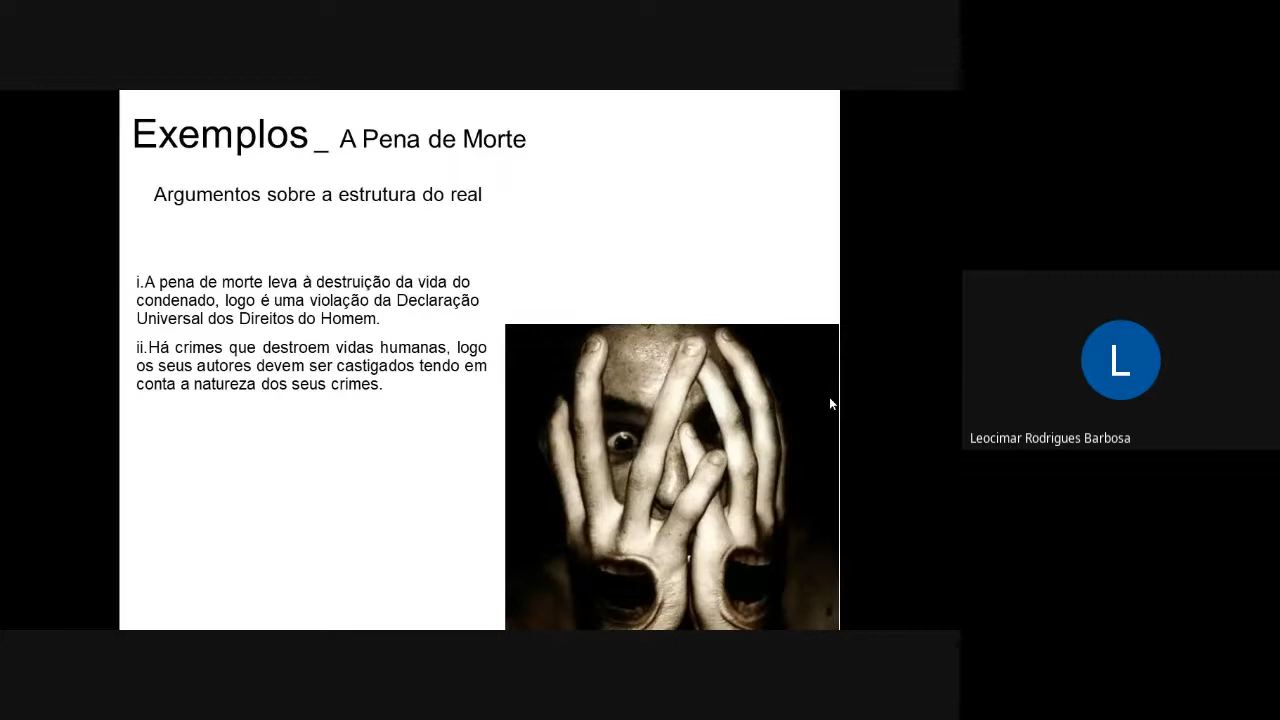 Exemplos _ A Pena de Morte
Argumentos sobre a estrutura do real
i.A pena de morte leva à destruição da vida do
condenado, logo é uma violação da Declaração
Universal dos Direitos do Homem.
ii.Há crimes que destroem vidas humanas, logo
os seus autores devem ser castigados tendo em
conta a natureza dos seus crimes.
L
Leocimar Rodrigues Barbosa